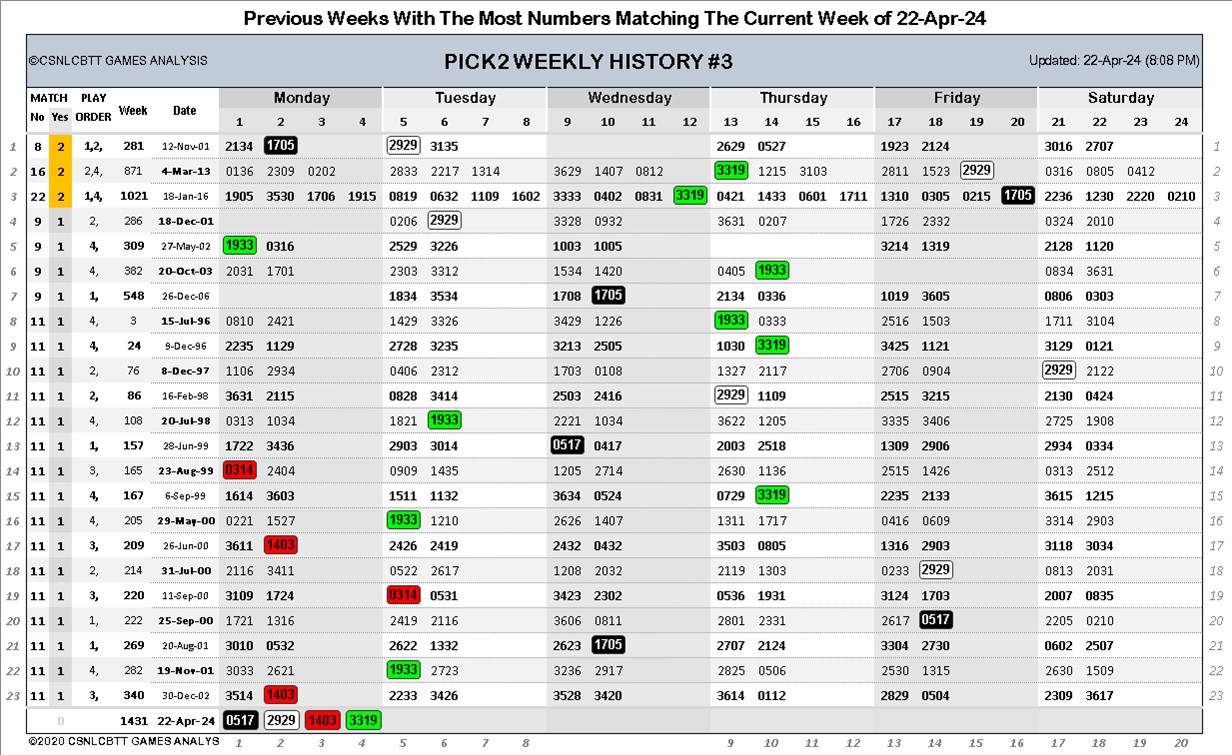 Previous Weeks With The Most Numbers Matching The Current Week of 22-Apr-24
©CSNLCBTT GAMES ANALYSIS PICK2 WEEKLY HISTORY #3 Updated: 22-Apr-24 (8:08 PM)
MATCH PLAY Week Date Monday Tuesday Wednesday Thursday Friday Saturday
No Yes ORDER 1 2 3 4 5 6 7 8 9 10 11 12 13 14 15 16 17 18 19 20 21 22 23 24
1 8 2 1,2, 281 12-Nov-01 2134 1705 2929 3135 2629 0527 1923 2124 3016 2707 1
2 16 2 2,4, 871 4-Mar-13 0136 2309 0202 2833 2217 1314 3629 1407 0812 3319 1215 3103 2811 1523 2929 0316 0805 0412 2
3 22 2 1,4, 1021 18-Jan-16 1905 3530 1706 1915 0819 0632 1109 1602 3333 0402 0831 3319 0421 1433 0601 1711 1310 0305 0215 1705 2236 1230 2220 0210 3
4 9 1 2, 286 18-Dec-01 0206 2929 3328 0932 3631 0207 1726 2332 0324 2010 4
5 9 1 4, 309 27-May-02 1933 0316 2529 3226 1003 1005 3214 1319 2128 1120 5
6 9 1 4, 382 20-Oct-03 2031 1701 2303 3312 1534 1420 0405 1933 0834 3631 6
7 9 1 1, 548 26-Dec-06 1834 3534 1708 1705 2134 0336 1019 3605 0806 0303 7
8 11 1 4, 3 15-Jul-96 0810 2421 1429 3326 3429 1226 1933 0333 2516 1503 1711 3104 8
9 11 1 4, 24 9-Dec-96 2235 1129 2728 3235 3213 2505 1030 3319 3425 1121 3129 0121 9
10 11 1 2, 76 8-Dec-97 1106 2934 0406 2312 1703 0108 1327 2117 2706 0904 2929 2122 10
11 11 1 2, 86 16-Feb-98 3631 2115 0828 3414 2503 2416 2929 1109 2515 3215 2130 0424 11
12 11 1 4, 108 20-Jul-98 0313 1034 1821 1933 2221 1034 3622 1205 3335 3406 2725 1908 12
13 11 1 1, 157 28-Jun-99 1722 3436 2903 3014 0517 0417 2003 2518 1309 2906 2934 0334 13
14 11 1 3, 165 23-Aug-99 0314 2404 0909 1435 1205 2714 2630 1136 2515 1426 0313 2512 14
15 11 1 4, 167 6-Sep-99 1614 3603 1511 1132 3634 0524 0729 3319 2235 2133 3615 1215 15
16 11 1 4, 205 29-May-00 0221 1527 1933 1210 2626 1407 1311 1717 0416 0609 3314 2903 16
17 11 1 3, 209 26-Jun-00 3611 1403 2426 2419 2432 0432 3503 0805 1316 2903 3118 3034 17
18 11 1 2, 214 31-Jul-00 2116 3411 0522 2617 1208 2032 2119 1303 0233 2929 0813 2031 18
19 11 1 3, 220 11-Sep-00 3109 1724 0314 0531 3423 2302 0536 1931 3124 1703 2007 0835 19
20 11 1 1, 222 25-Sep-00 1721 1316 2419 2116 3606 0811 2801 2331 2617 0517 2205 0210 20
21 11 1 1, 269 20-Aug-01 3010 0532 2622 1332 2623 1705 2707 2124 3304 2730 0602 2507 21
22 11 1 4, 282 19-Nov-01 3033 2621 1933 2723 3236 2917 2825 0506 2530 1315 2630 1509 22
23 11 1 3, 340 30-Dec-02 3514 1403 2233 3426 3528 3420 3614 0112 2829 0504 2309 3617 23
0 1431 22-Apr-24 0517 2929 1403 3319
©2020 CSNLCBTT GAMES ANALYS 1 2 3 4 5 6 7 8 9 10 11 12 13 14 15 16 17 18 19 20